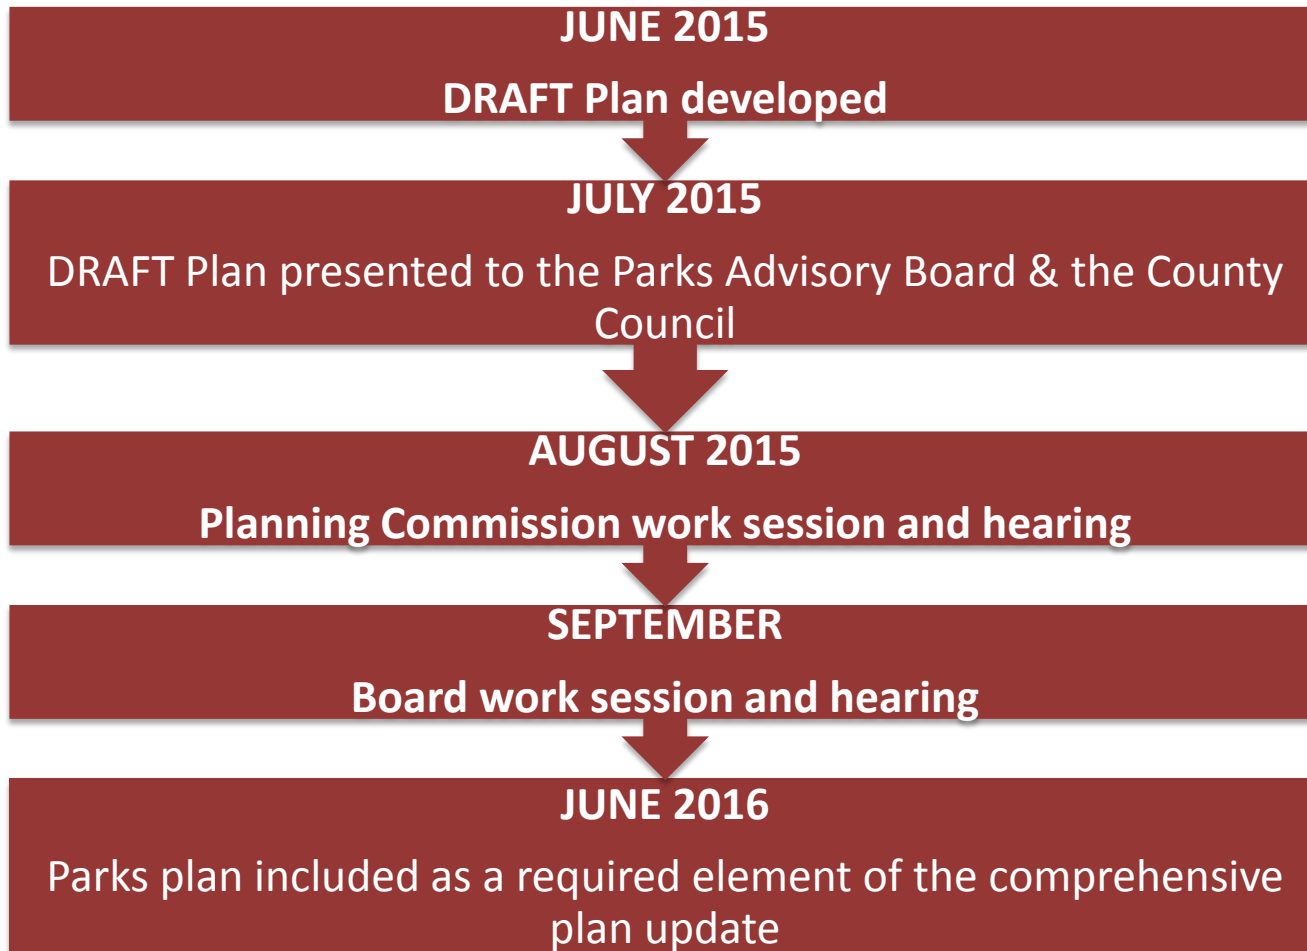 JUNE 2015
DRAFT Plan developed
JULY 2015
DRAFT Plan presented to the Parks Advisory Board & the County
Council
AUGUST 2015
Planning Commission work session and hearing
SEPTEMBER
Board work session and hearing
JUNE 2016
Parks plan included as a required element of the comprehensive
plan update